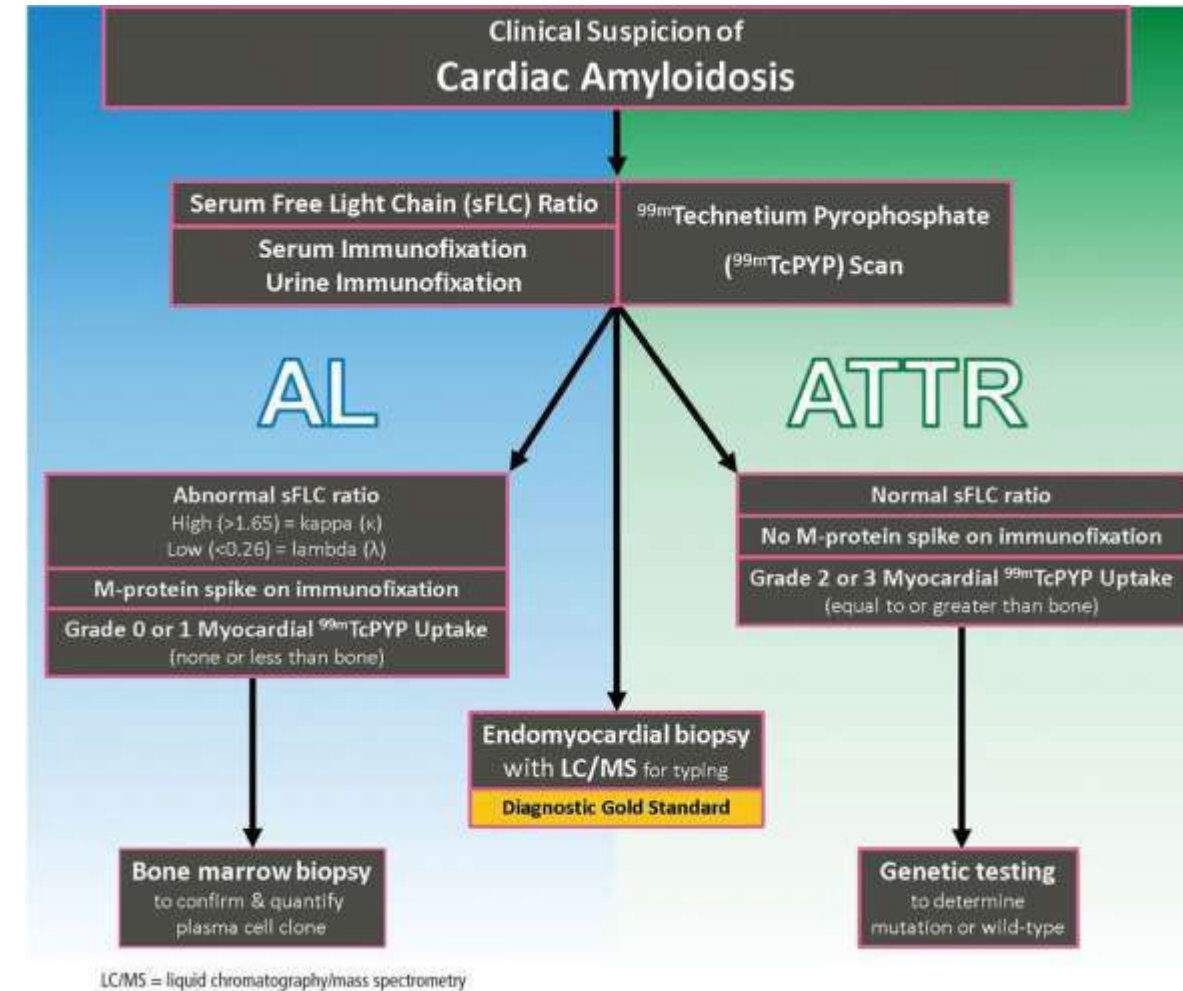 Clinical Suspicion of
Cardiac Amyloidosis
Serum Free Light Chain (sFLC) Ratio
Serum Immunofixation
Urine Immunofixation
99mTechnetium Pyrophosphate
(99mTcPYP) Scan
AL
ATTR
Abnormal sFLC ratio
High (>1.65) = kappa (κ)
Low (<0.26) = lambda (λ)
M-protein spike on immunofixation
Grade 0 or 1 Myocardial 99mTcPYP Uptake
(none or less than bone)
Normal sFLC ratio
No M-protein spike on immunofixation
Grade 2 or 3 Myocardial 99mTcPYP Uptake
(equal to or greater than bone)
Endomyocardial biopsy
with LC/MS for typing
Diagnostic Gold Standard
Bone marrow biopsy
to confirm & quantify
plasma cell clone
Genetic testing
to determine
mutation or wild-type
LC/MS = liquid chromatography/mass spectrometry